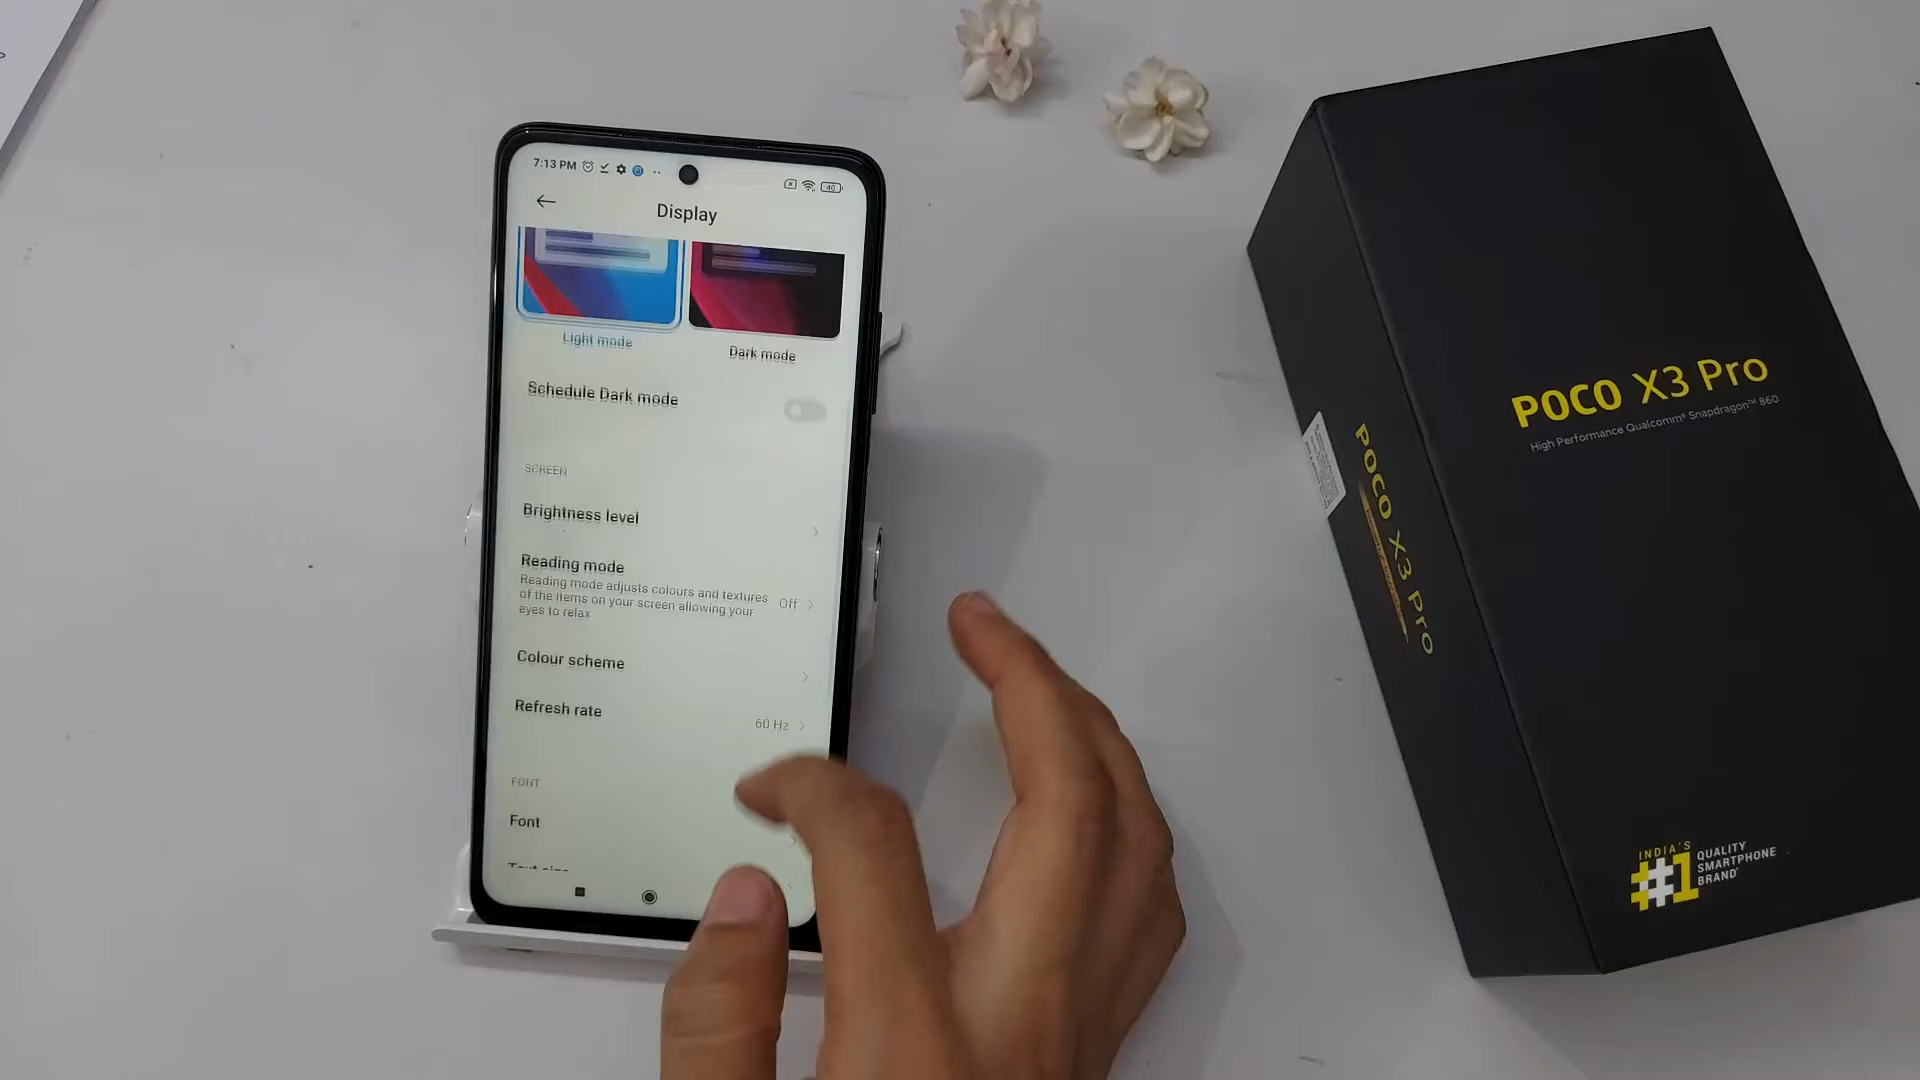 7:13 PM
40
Display
Light mode
Dark mode
Schedule Dark mode
SCREEN
Brightness level
Reading mode
Reading mode adjusts colours and textures
of the items on your screen allowing your
eyes to relax
Off
Colour scheme
Refresh rate
60 Hz
FONT
Font
Text size
POCO X3 Pro
High Performance Qualcomm® Snapdragon™ 860
POCO X3 Pro
INDIA'S
#1
QUALITY
SMARTPHONE
BRAND